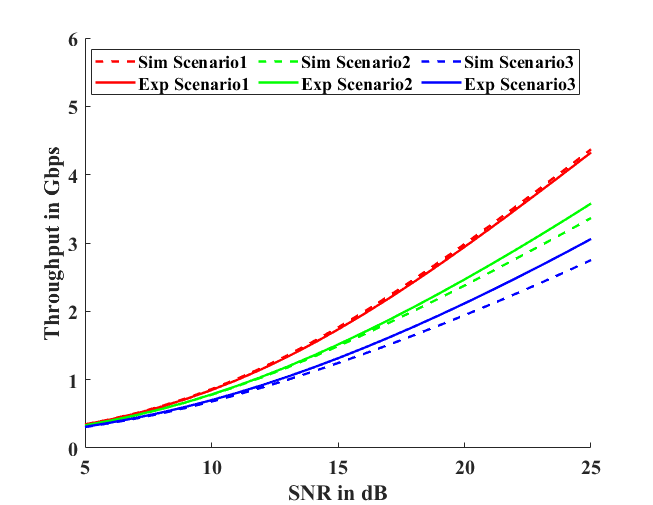 6
Sim Scenario1 Sim Scenario2 Sim Scenario3
Exp Scenario1 Exp Scenario2 Exp Scenario3
5
4
3
2
1
0
Throughput in Gbps
5 10 15 20 25
SNR in dB